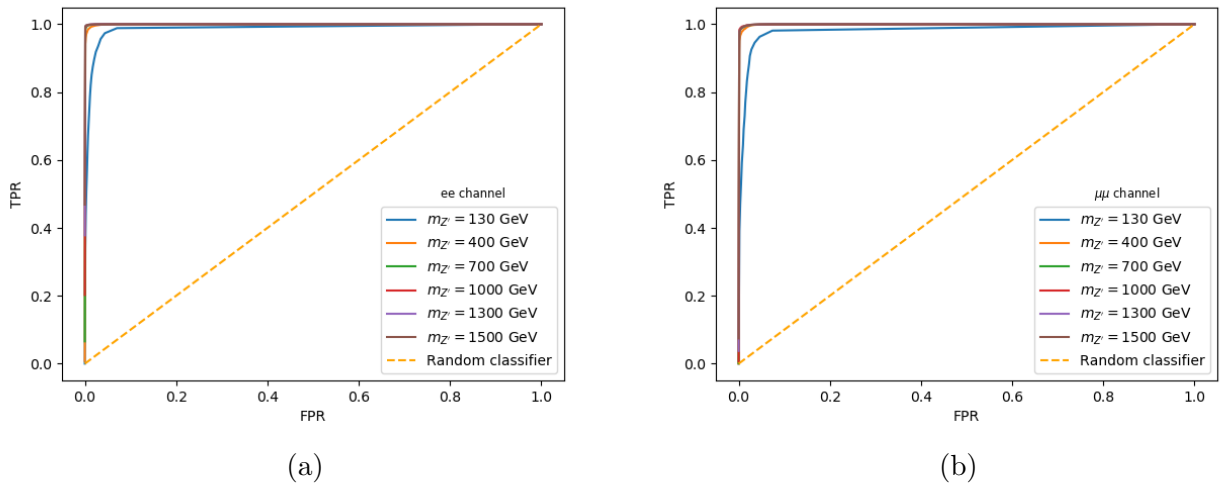 1.0
0.8
0.6
0.4
0.2
0.0
TPR
0.0 0.2 0.4 0.6 0.8 1.0
FPR
ee channel
m_{Z'} = 130 GeV
m_{Z'} = 400 GeV
m_{Z'} = 700 GeV
m_{Z'} = 1000 GeV
m_{Z'} = 1300 GeV
m_{Z'} = 1500 GeV
Random classifier
(a)
1.0
0.8
0.6
0.4
0.2
0.0
TPR
0.0 0.2 0.4 0.6 0.8 1.0
FPR
μμ channel
m_{Z'} = 130 GeV
m_{Z'} = 400 GeV
m_{Z'} = 700 GeV
m_{Z'} = 1000 GeV
m_{Z'} = 1300 GeV
m_{Z'} = 1500 GeV
Random classifier
(b)